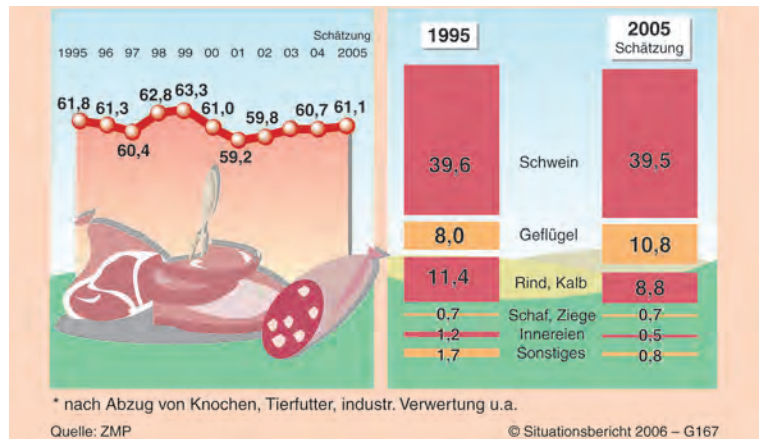 Schätzung
1995 96 97 98 99 00 01 02 03 04 2005
61,8 61,3 60,4 62,8 63,3 61,0 59,2 59,8 60,7 61,1
1995
2005
Schätzung
39,6 Schwein 39,5
8,0 Geflügel 10,8
11,4 Rind, Kalb 8,8
0,7 Schaf, Ziege 0,7
1,2 Innereien 0,5
1,7 Sonstiges 0,8
* nach Abzug von Knochen, Tierfutter, industr. Verwertung u.a.
Quelle: ZMP © Situationsbericht 2006 – G167